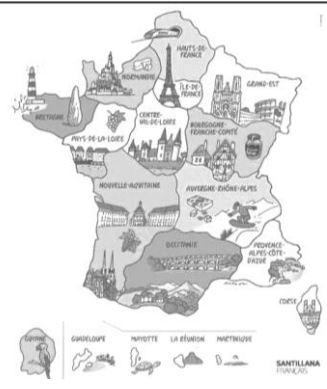 HAUTS-DE-
FRANCE
NORMANDIE
ÎLE-DE-
FRANCE
GRAND-EST
BRETAGNE
PAYS-DE-LA-LOIRE
CENTRE-
VAL-DE-LOIRE
BOURGOGNE-
FRANCHE-COMTÉ
NOUVELLE-AQUITAINE
AUVERGNE-RHÔNE-ALPES
OCCITANIE
PROVENCE-
ALPES-CÔTE-
D'AZUR
CORSE
GUYANE
GUADELOUPE
MAYOTTE
LA RÉUNION
MARTINIQUE
SANTILLANA
FRANÇAIS